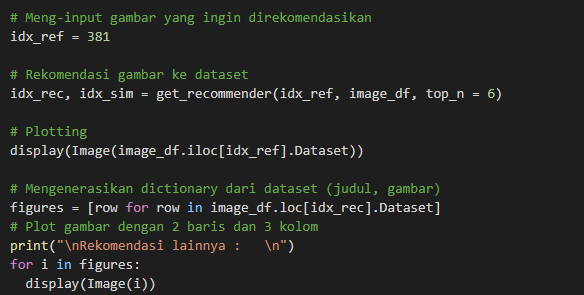 # Meng-input gambar yang ingin direkomendasikan
idx_ref = 381
# Rekomendasi gambar ke dataset
idx_rec, idx_sim = get_recommender(idx_ref, image_df, top_n = 6)
# Plotting
display(Image(image_df.iloc[idx_ref].Dataset))
# Mengenerasikan dictionary dari dataset (judul, gambar)
figures = [row for row in image_df.loc[idx_rec].Dataset]
# Plot gambar dengan 2 baris dan 3 kolom
print("\nRekomendasi lainnya :   \n")
for i in figures:
  display(Image(i))